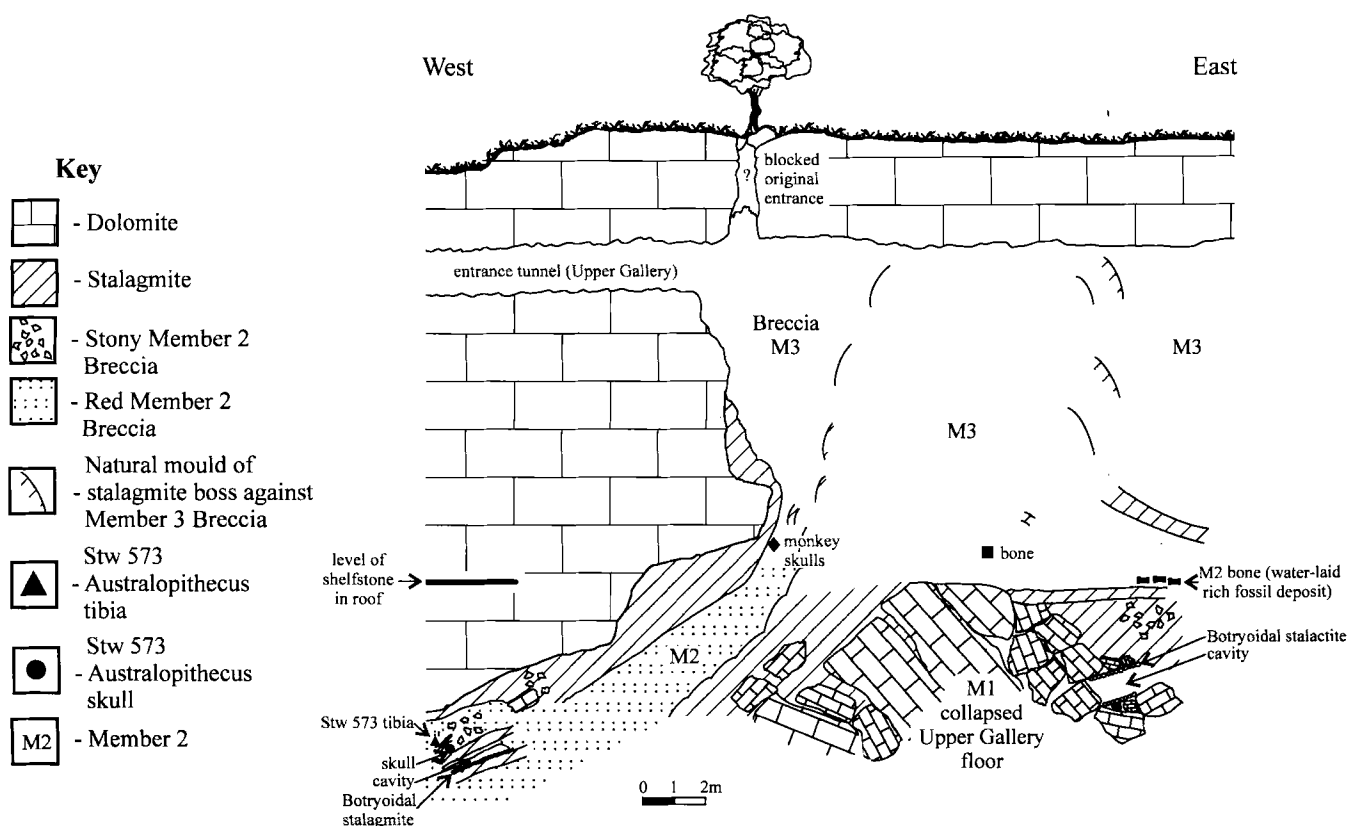 West
East
Key
- Dolomite
- Stalagmite
- Stony Member 2
Breccia
- Red Member 2
Breccia
Natural mould of
- stalagmite boss against
Member 3 Breccia
Stw 573
- Australopithecus
tibia
Stw 573
- Australopithecus
skull
M2 - Member 2
?
blocked
original
entrance
entrance tunnel (Upper Gallery)
Breccia
M3
M3
M3
level of
shelfstone
in roof
monkey
skulls
bone
M2 bone (water-laid
rich fossil deposit)
Botryoidal stalactite
cavity
M2
M1
collapsed
Upper Gallery
floor
Stw 573 tibia
skull
cavity
Botryoidal
stalagmite
0 1 2m